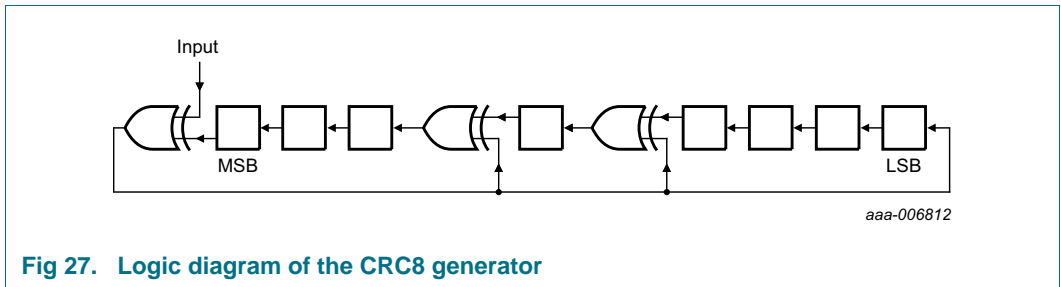 Input
MSB
LSB
aaa-006812
Fig 27. Logic diagram of the CRC8 generator